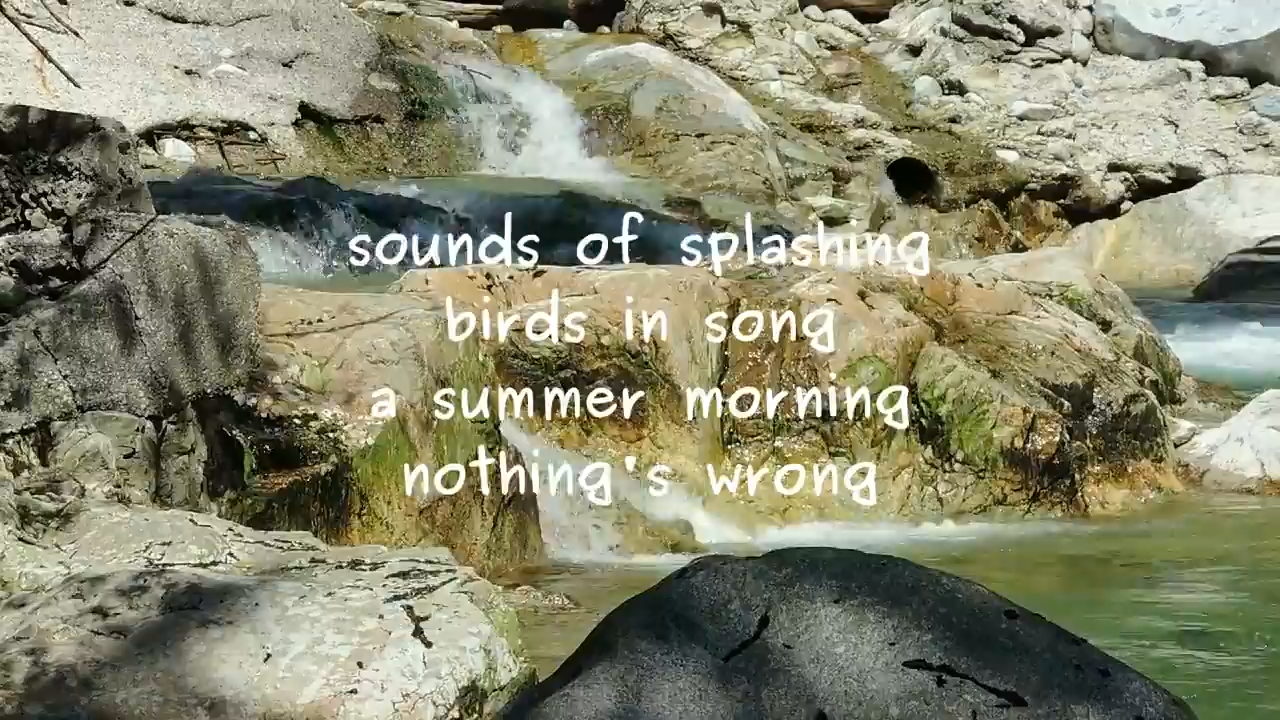 sounds of splashing
birds in song
a summer morning
nothing's wrong